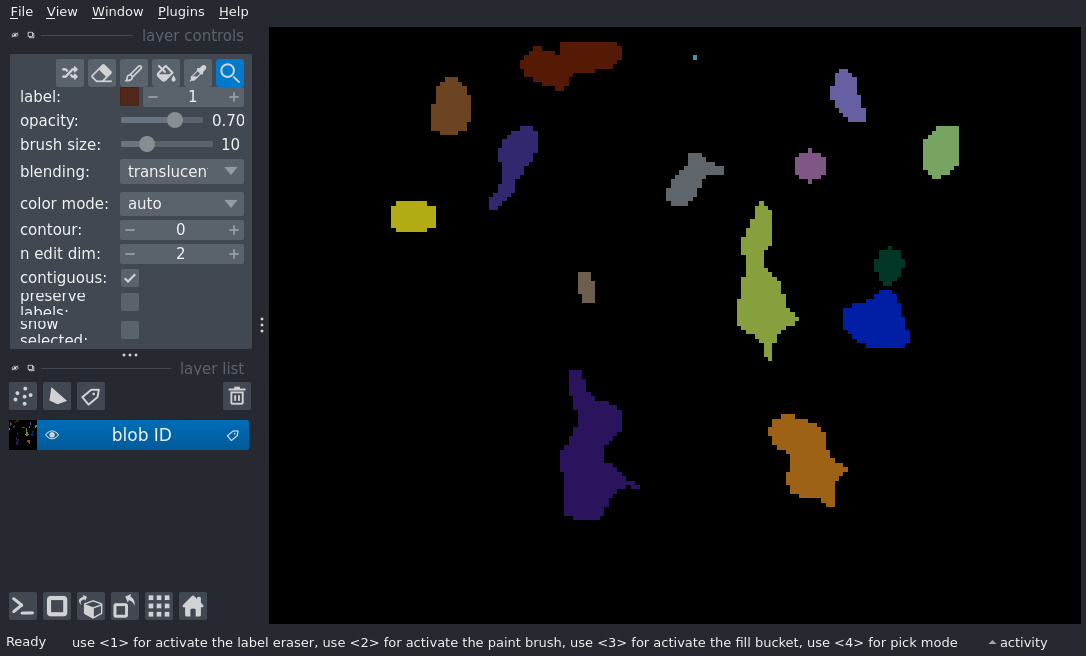 File View Window Plugins Help
layer controls
label: 1
opacity: 0.70
brush size: 10
blending: translucen
color mode: auto
contour: 0
n edit dim: 2
contiguous:
preserve
labels:
show
selected:
layer list
blob ID
Ready use <1> for activate the label eraser, use <2> for activate the paint brush, use <3> for activate the fill bucket, use <4> for pick mode activity